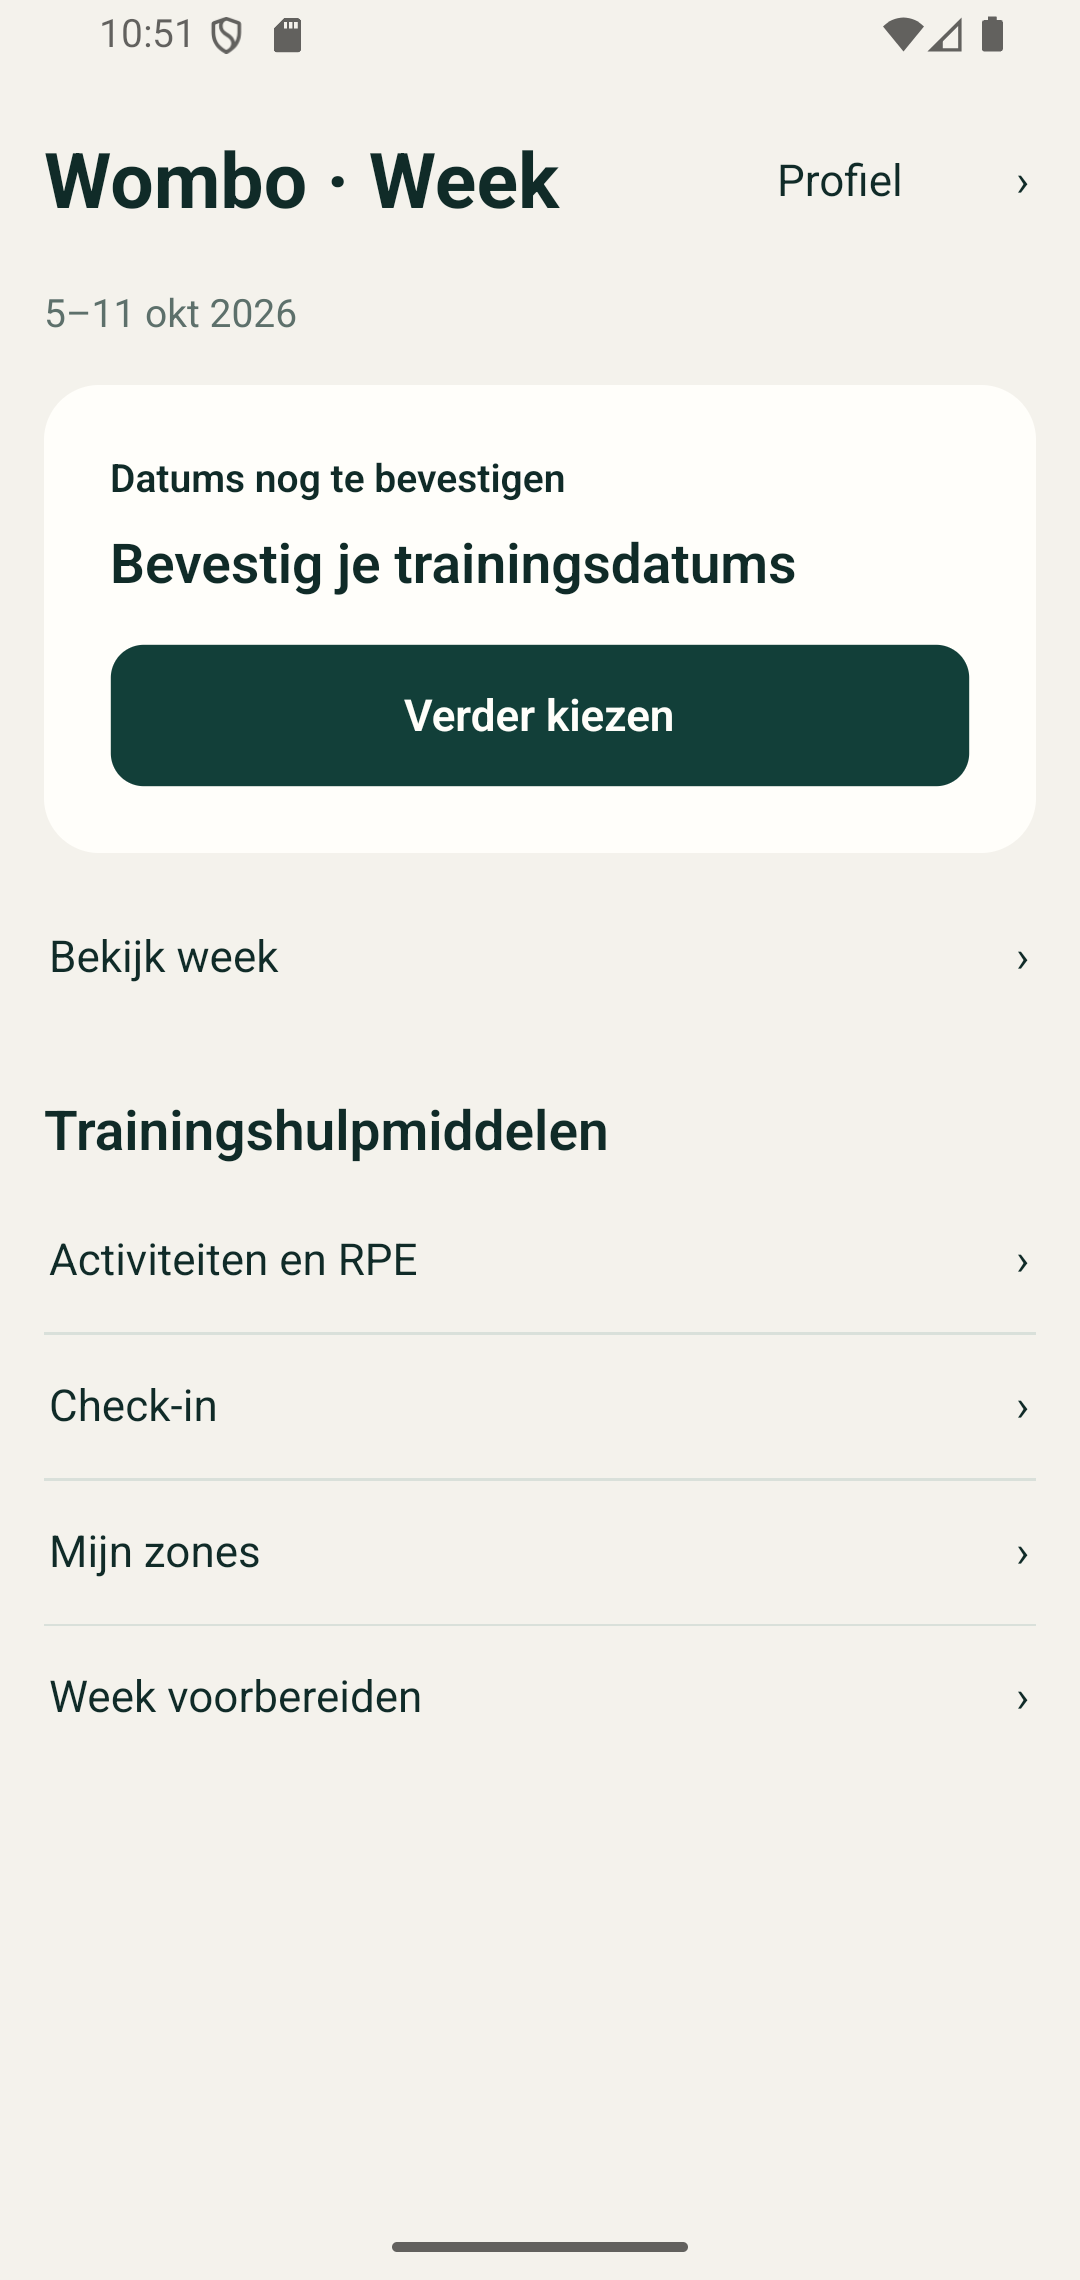 10:51
Wombo · Week
Profiel ›
5–11 okt 2026
Datums nog te bevestigen
Bevestig je trainingsdatums
Verder kiezen
Bekijk week ›
Trainingshulpmiddelen
Activiteiten en RPE ›
Check-in ›
Mijn zones ›
Week voorbereiden ›